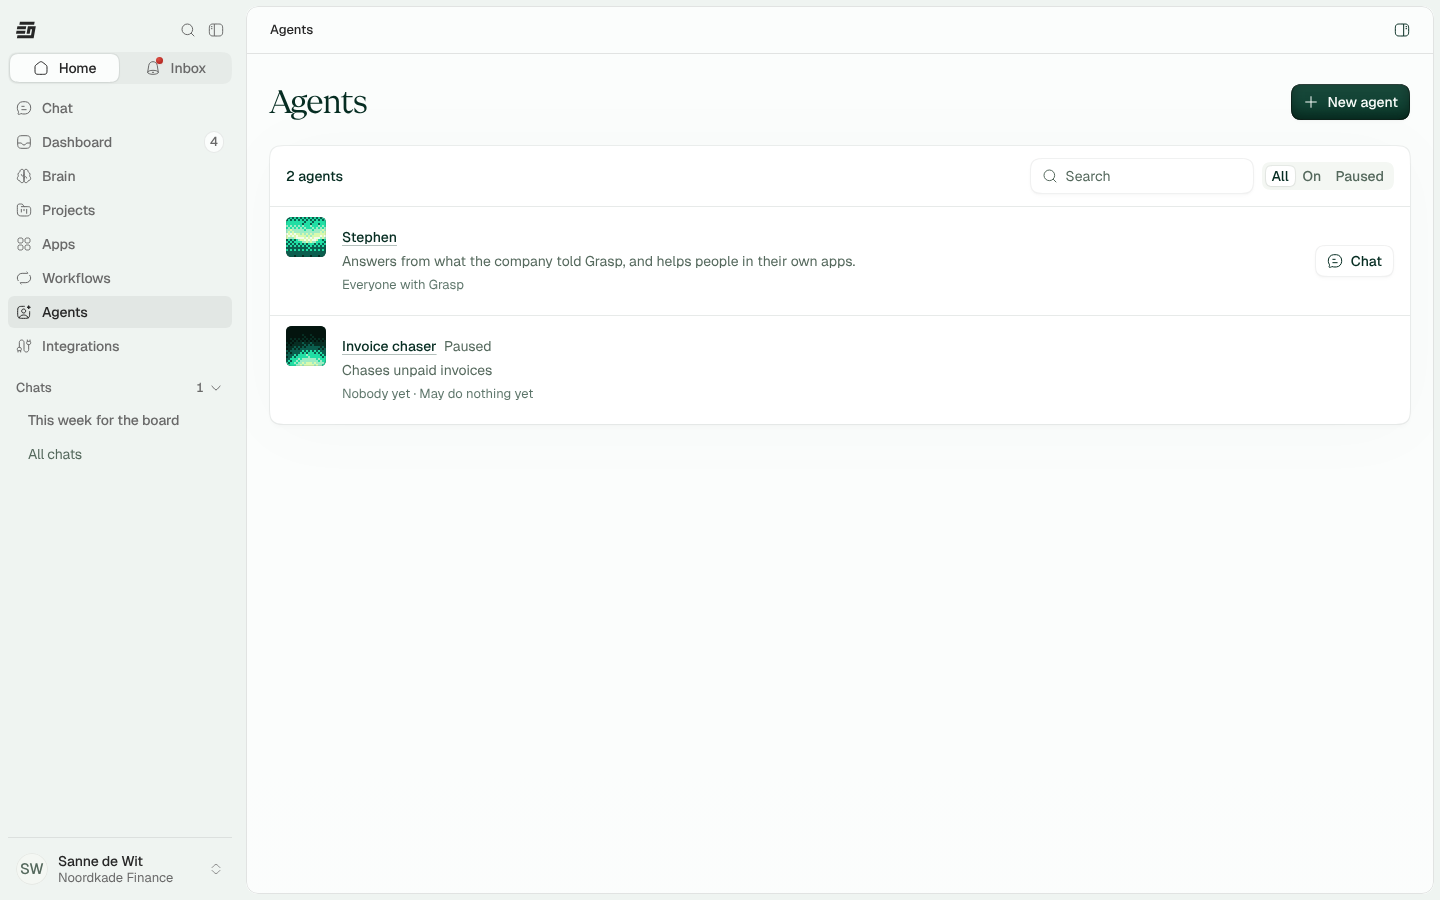 Home
Inbox
Chat
Dashboard
4
Brain
Projects
Apps
Workflows
Agents
Integrations
Chats
1
This week for the board
All chats
Sanne de Wit
SW
Noordkade Finance
Agents
Agents
New agent
2 agents
Search
All
On
Paused
Stephen
Answers from what the company told Grasp, and helps people in their own apps.
Everyone with Grasp
Chat
Invoice chaser Paused
Chases unpaid invoices
Nobody yet · May do nothing yet